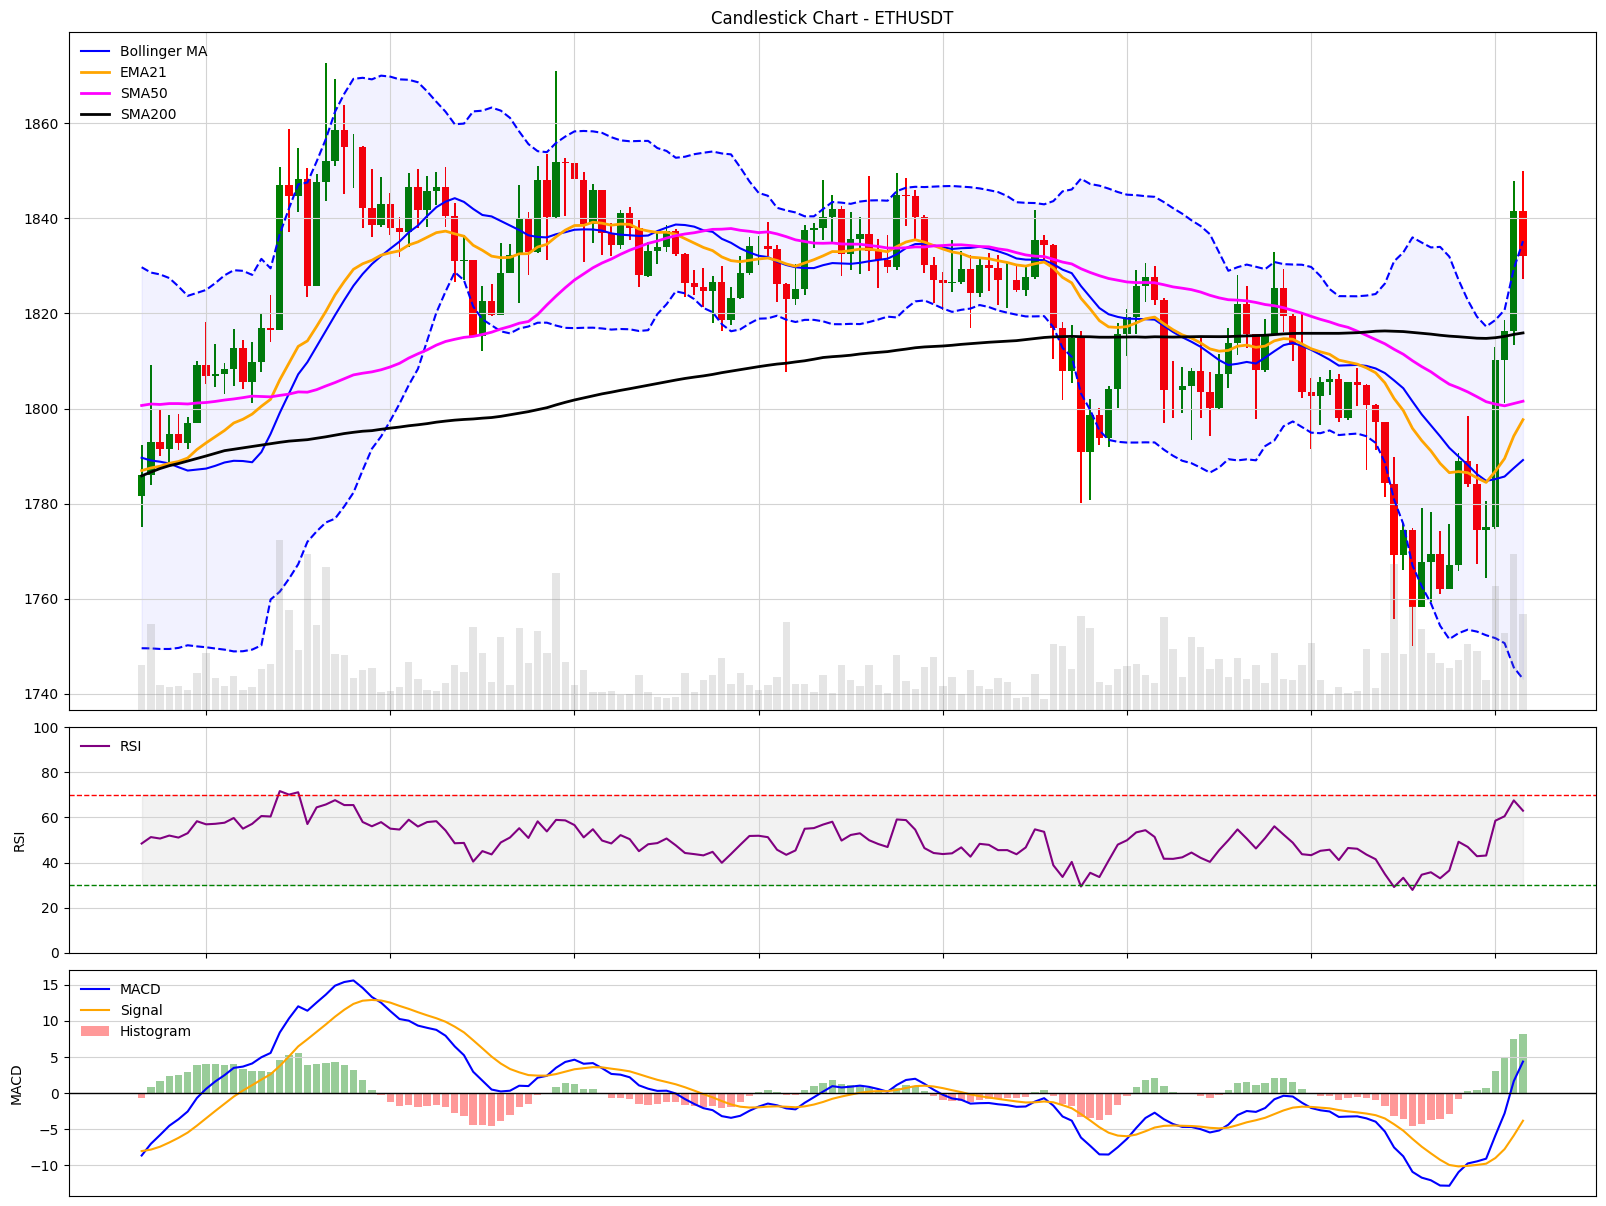 Candlestick Chart - ETHUSDT
Bollinger MA
EMA21
SMA50
SMA200
1860
1840
1820
1800
1780
1760
1740
100
80
60
40
20
0
RSI
RSI
15
10
5
0
−5
−10
MACD
MACD
Signal
Histogram